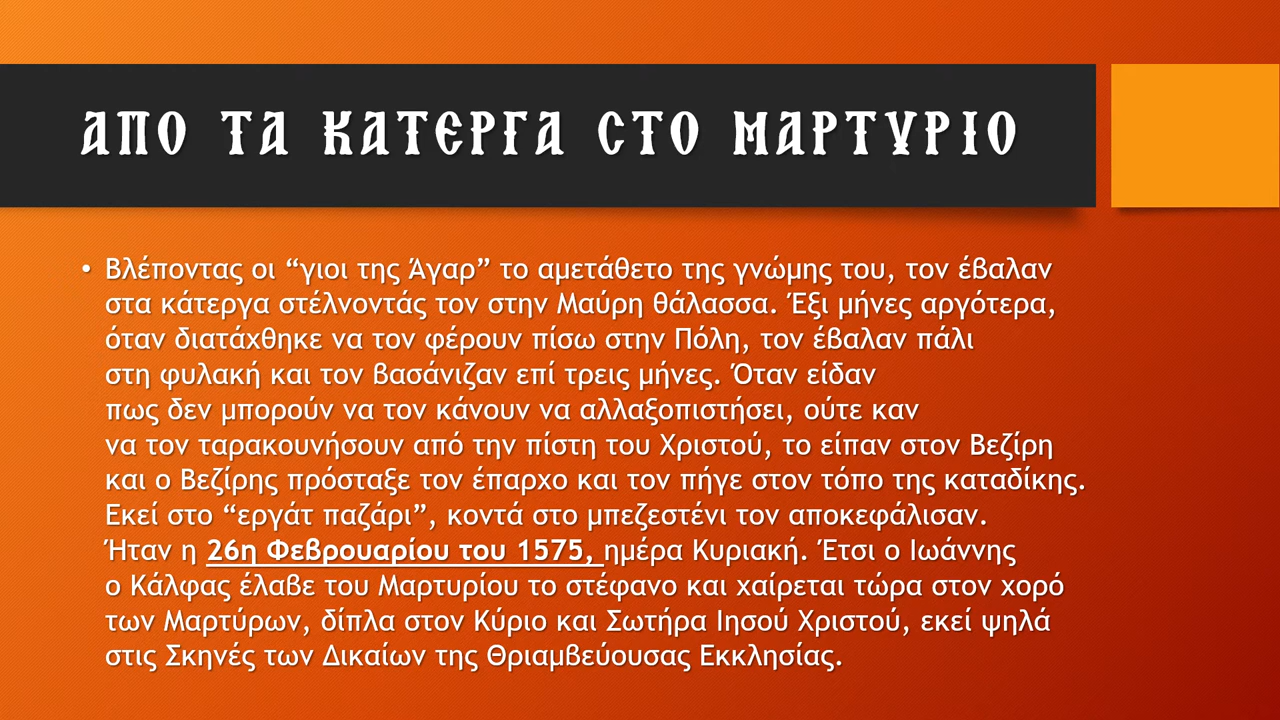 ΑΠΟ ΤΑ ΚΑΤΕΡΓΑ ΣΤΟ ΜΑΡΤΥΡΙΟ
• Βλέποντας οι “γιοι της Άγαρ” το αμετάθετο της γνώμης του, τον έβαλαν
στα κάτεργα στέλνοντάς τον στην Μαύρη θάλασσα. Έξι μήνες αργότερα,
όταν διατάχθηκε να τον φέρουν πίσω στην Πόλη, τον έβαλαν πάλι
στη φυλακή και τον βασάνιζαν επί τρεις μήνες. Όταν είδαν
πως δεν μπορούν να τον κάνουν να αλλαξοπιστήσει, ούτε καν
να τον ταρακουνήσουν από την πίστη του Χριστού, το είπαν στον Βεζίρη
και ο Βεζίρης πρόσταξε τον έπαρχο και τον πήγε στον τόπο της καταδίκης.
Εκεί στο “εργάτ παζάρι”, κοντά στο μπεζεστένι τον αποκεφάλισαν.
Ήταν η 26η Φεβρουαρίου του 1575, ημέρα Κυριακή. Έτσι ο Ιωάννης
ο Κάλφας έλαβε του Μαρτυρίου το στέφανο και χαίρεται τώρα στον χορό
των Μαρτύρων, δίπλα στον Κύριο και Σωτήρα Ιησού Χριστού, εκεί ψηλά
στις Σκηνές των Δικαίων της Θριαμβεύουσας Εκκλησίας.